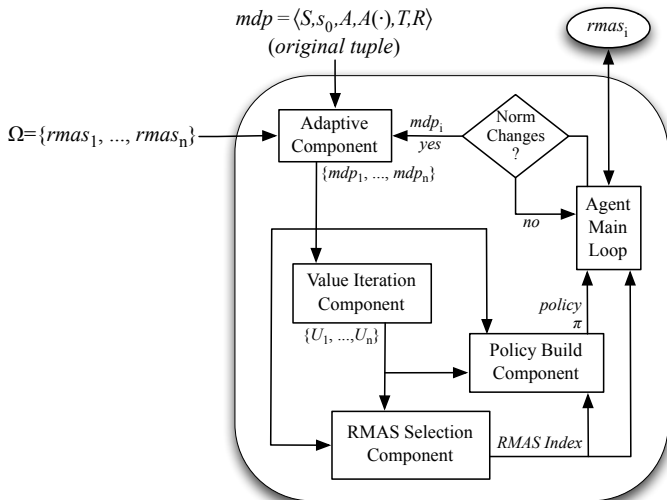 mdp = ⟨S,s₀,A,A(·),T,R⟩
(original tuple)
rmasᵢ
Ω={rmas₁, ..., rmasₙ}
Adaptive
Component
mdpᵢ
yes
Norm
Changes
?
{mdp₁, ..., mdpₙ}
no
Agent
Main
Loop
Value Iteration
Component
{U₁, ...,Uₙ}
policy
π
Policy Build
Component
RMAS Selection
Component
RMAS Index